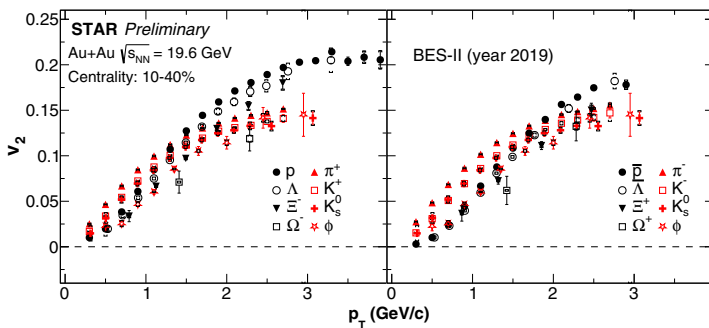 STAR Preliminary
Au+Au √sNN = 19.6 GeV
Centrality: 10-40%
BES-II (year 2019)
0.25
0.2
0.15
0.1
0.05
0
v2
p π+
Λ K+
Ξ- K0s
Ω- ϕ
p̅ π-
Λ̅ K-
Ξ̅+ K0s
Ω̅+ ϕ
0 1 2 3 4 0 1 2 3
pT (GeV/c)